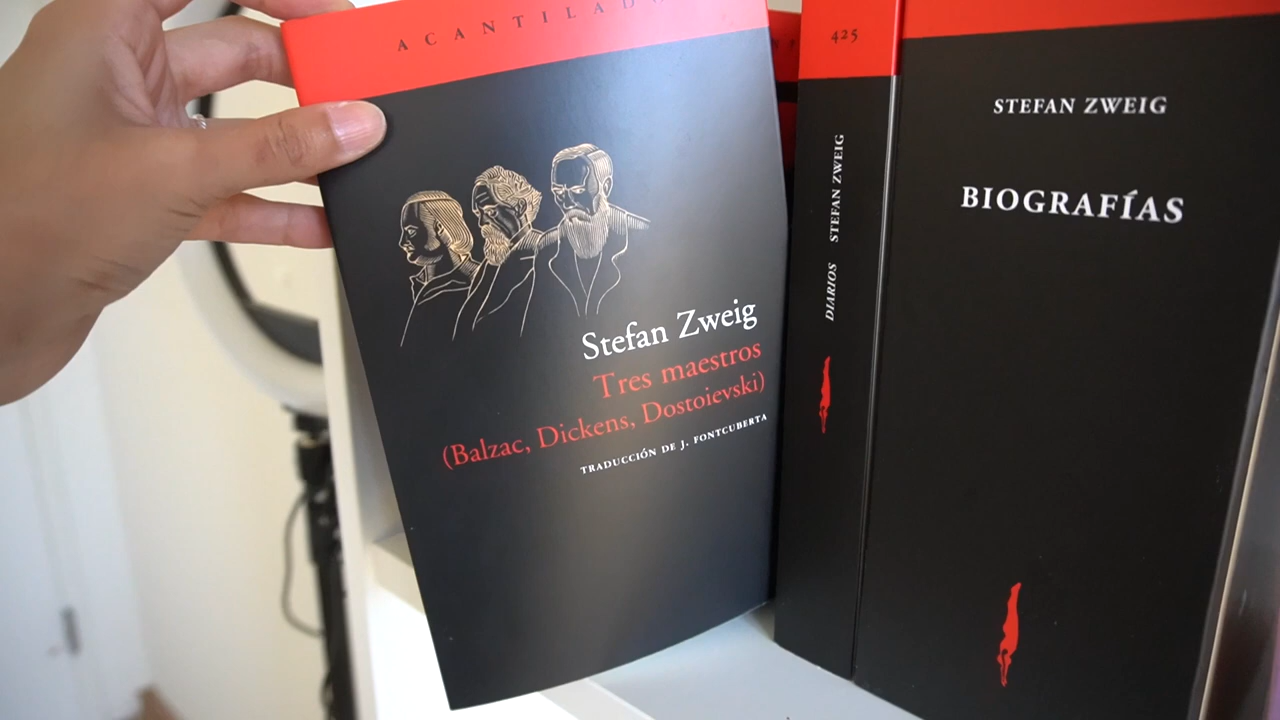 ACANTILADO
Stefan Zweig
Tres maestros
(Balzac, Dickens, Dostoievski)
TRADUCCIÓN DE J. FONTCUBERTA
425
DIARIOS STEFAN ZWEIG
STEFAN ZWEIG
BIOGRAFÍAS